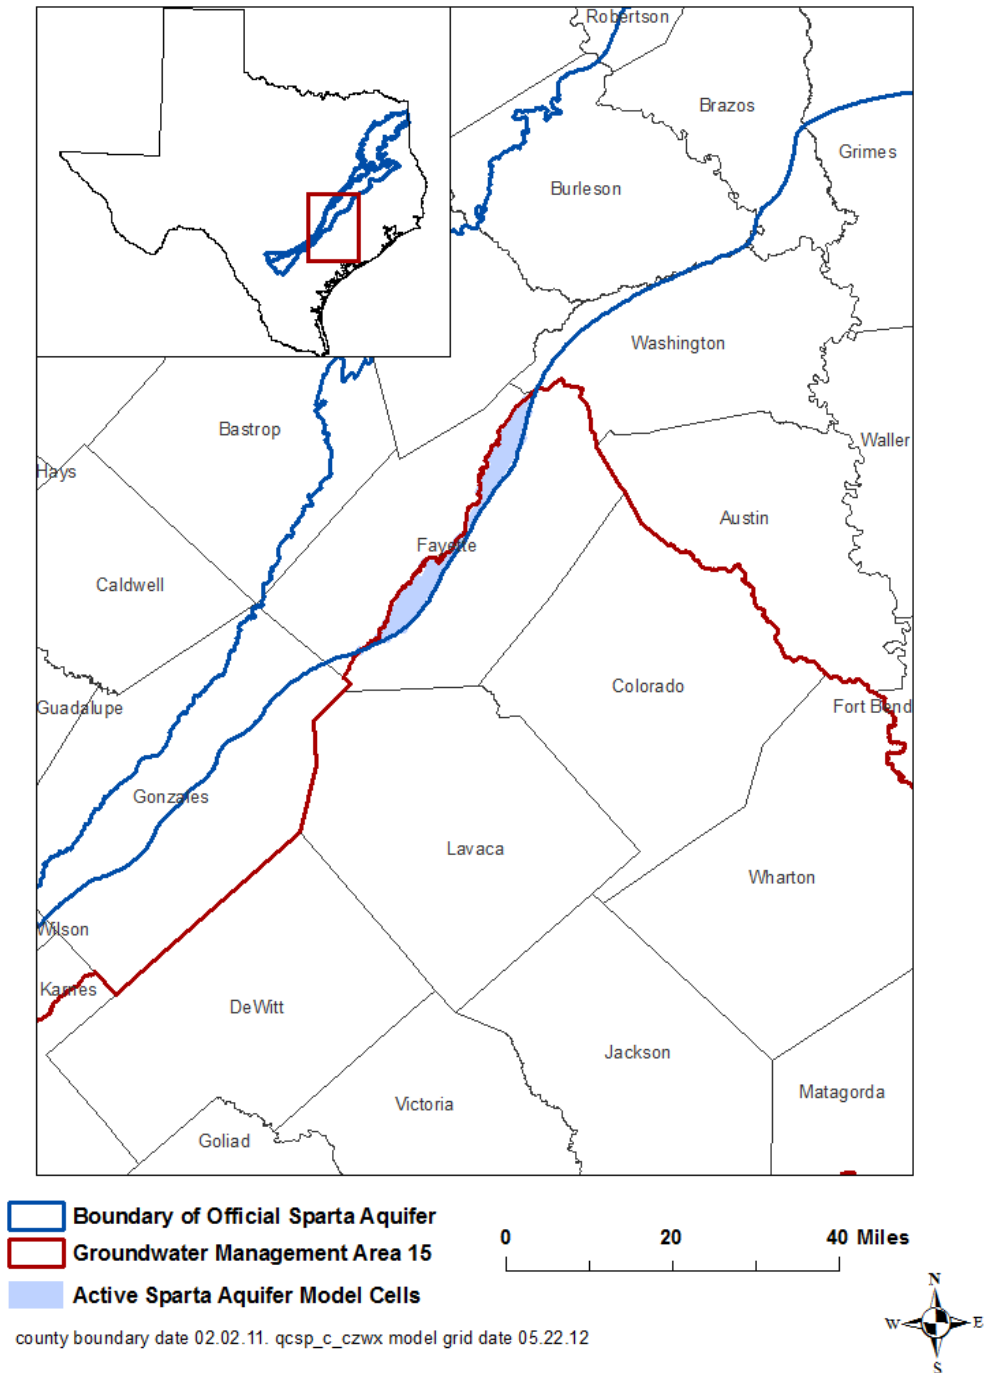 Robertson
Brazos
Grimes
Burleson
Washington
Bastrop
Waller
Hays
Austin
Fayette
Caldwell
Colorado
Guadalupe
Fort Bend
Gonzales
Lavaca
Wharton
Wilson
Karnes
DeWitt
Jackson
Matagorda
Victoria
Goliad
Boundary of Official Sparta Aquifer
Groundwater Management Area 15
Active Sparta Aquifer Model Cells
0 20 40 Miles
county boundary date 02.02.11. qcsp_c_czwx model grid date 05.22.12
N
W E
S